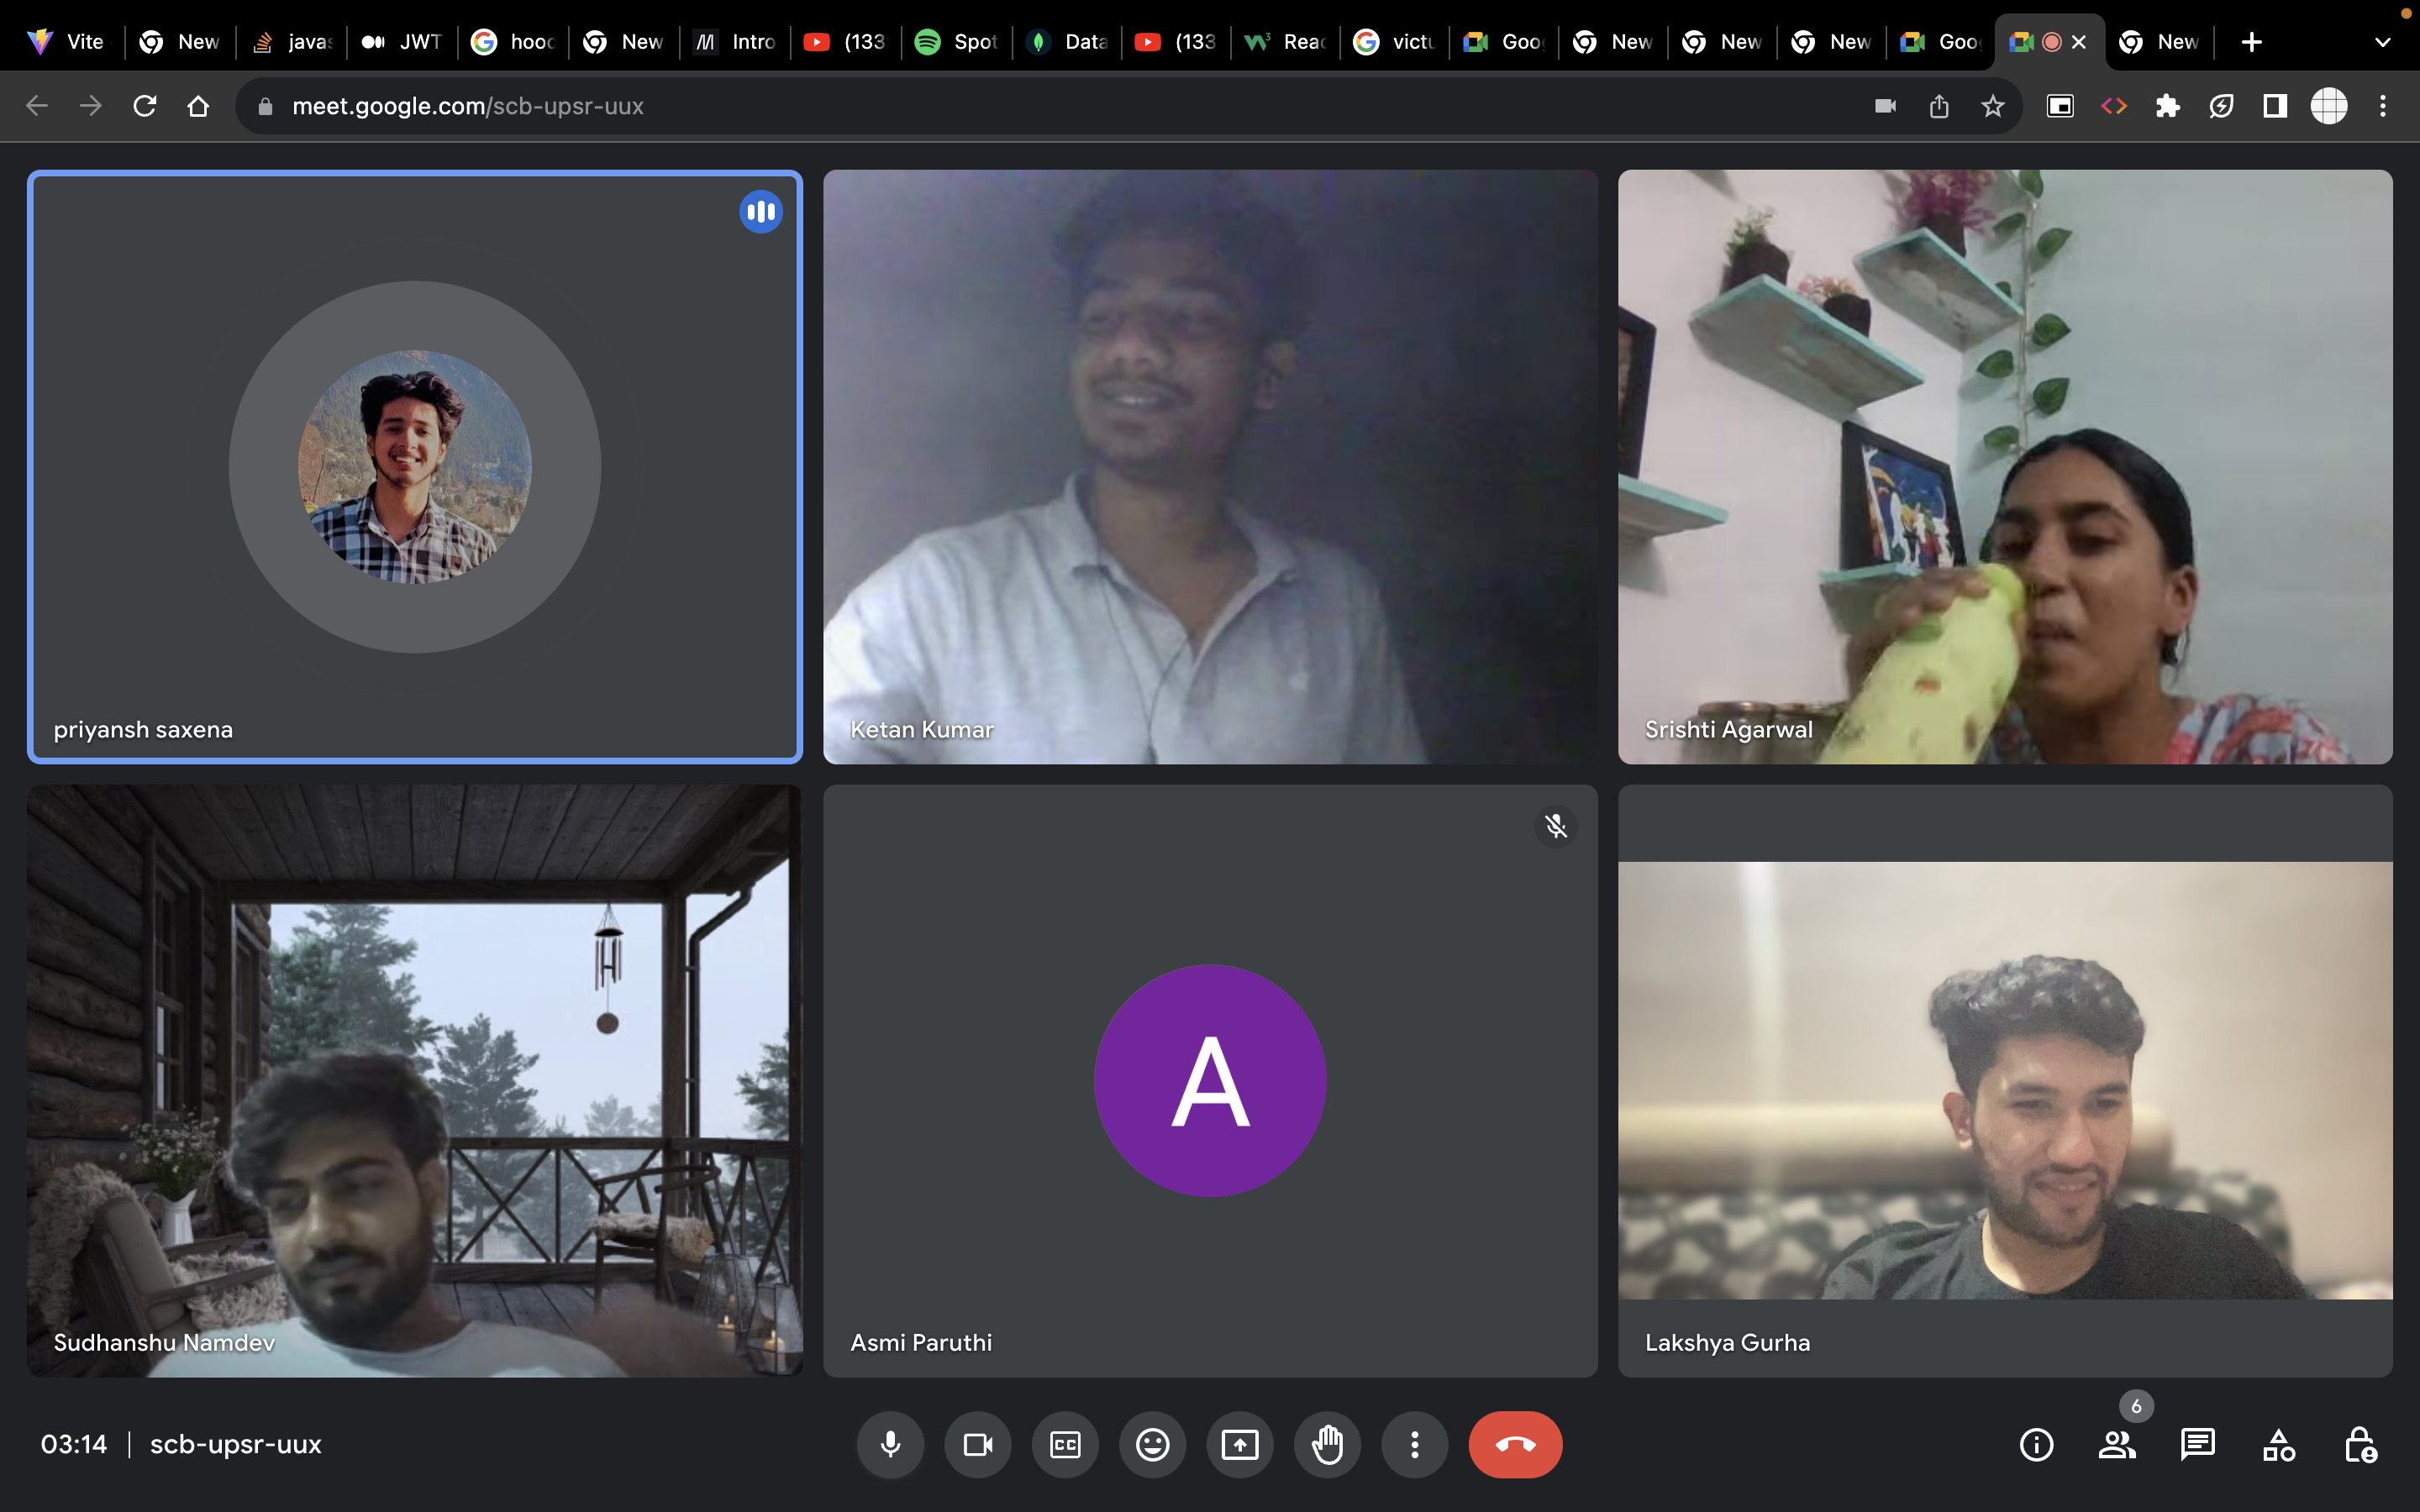 Vite
New
javas
JWT
hooc
New
Intro
(133
Spot
Data
(133
Reac
victu
Goo
New
New
New
Goo
New
meet.google.com/scb-upsr-uux
priyansh saxena
Ketan Kumar
Srishti Agarwal
Sudhanshu Namdev
A
Asmi Paruthi
Lakshya Gurha
03:14 | scb-upsr-uux
CC
6